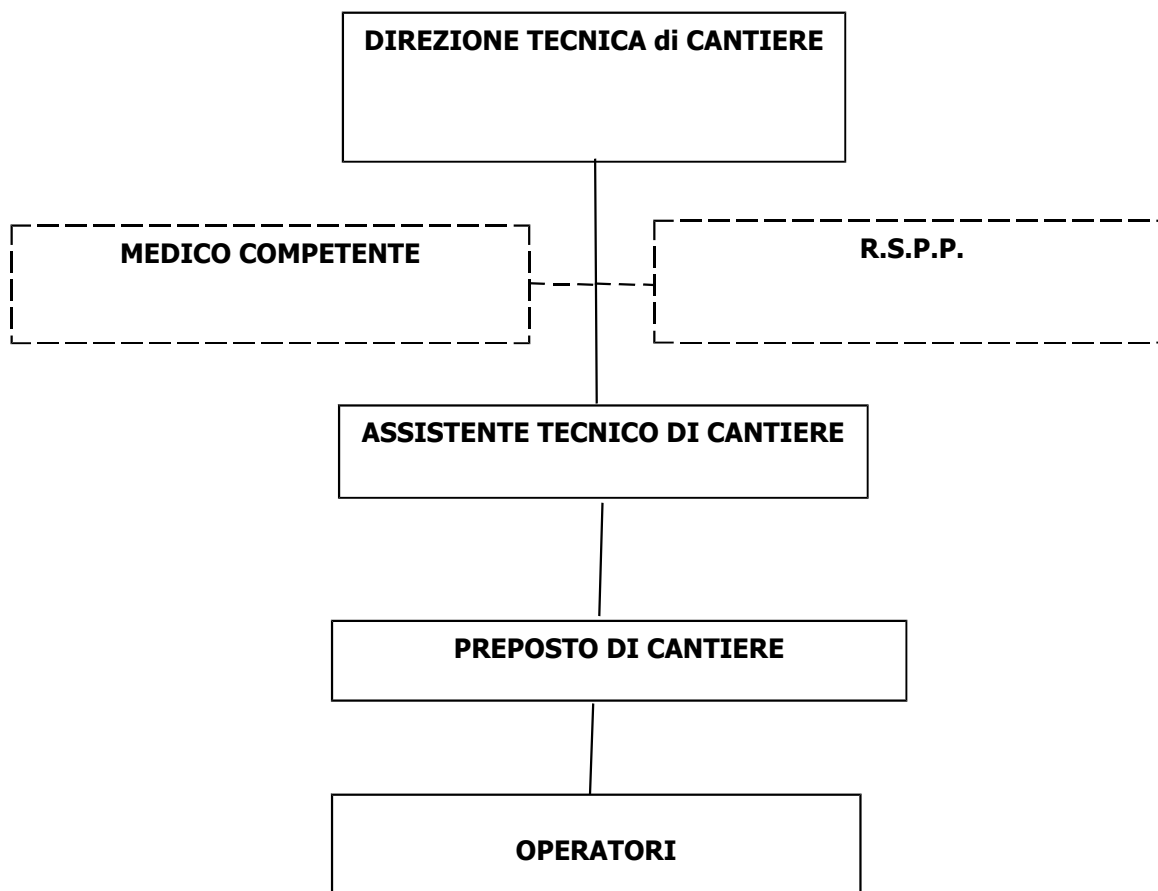 DIREZIONE TECNICA di CANTIERE
MEDICO COMPETENTE
R.S.P.P.
ASSISTENTE TECNICO DI CANTIERE
PREPOSTO DI CANTIERE
OPERATORI